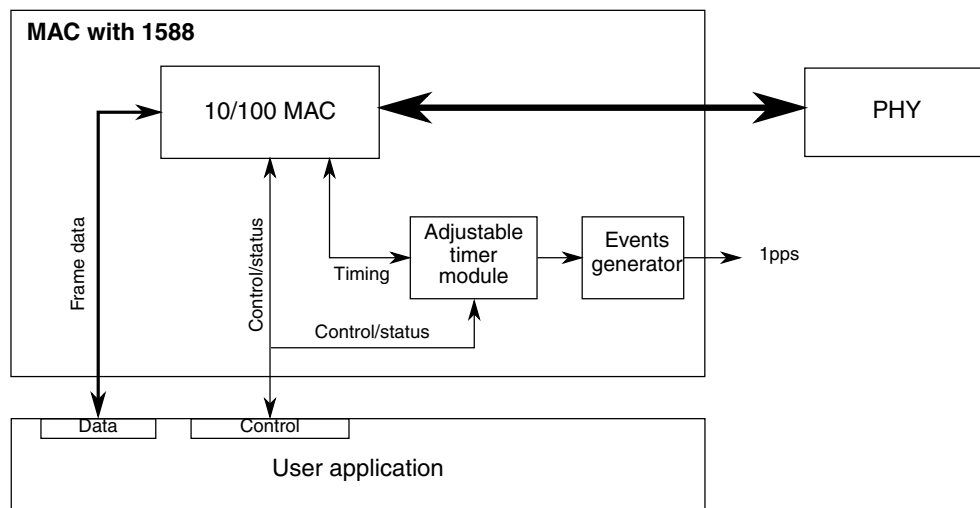 MAC with 1588
10/100 MAC
PHY
Frame data
Control/status
Timing
Adjustable
timer
module
Events
generator
1pps
Control/status
Data
Control
User application